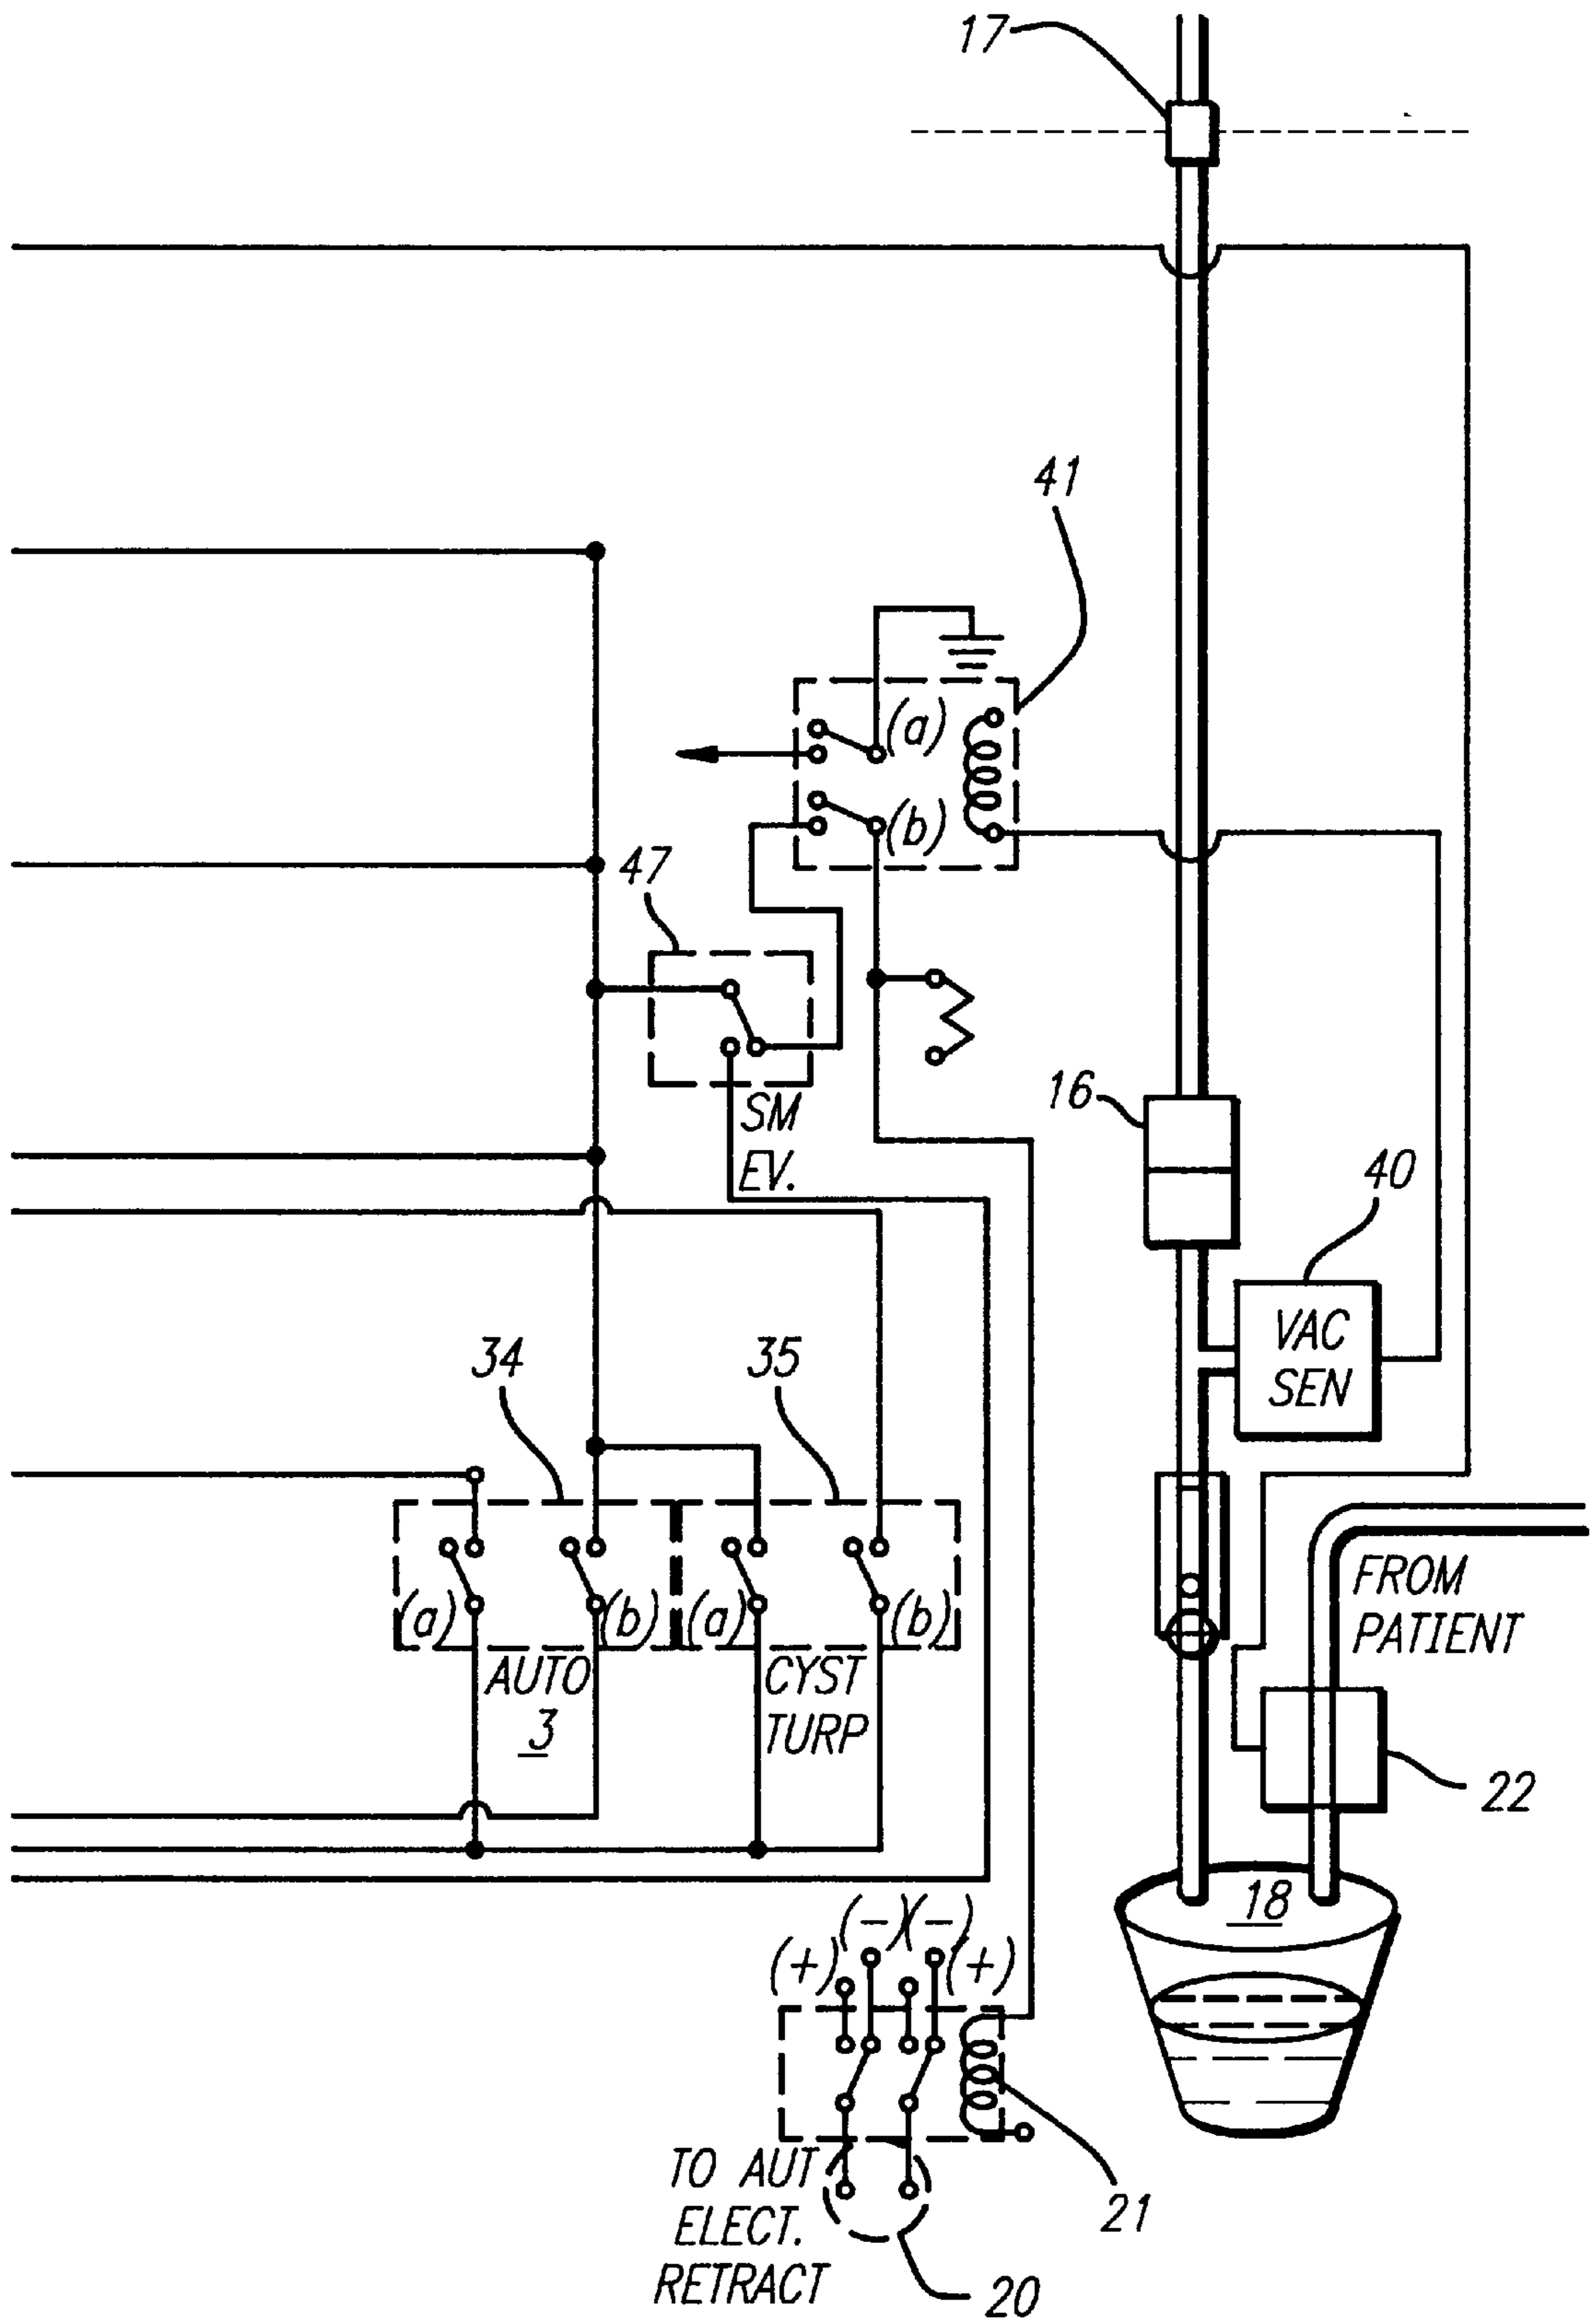 17
41
(a)
(b)
47
SM
EV.
16
40
VAC
SEN
34
35
(a)
(b)
(a)
(b)
AUTO
3
CYST
TURP
FROM
PATIENT
22
18
(+)
(-)
(-)
(+)
TO AUT
ELECT.
RETRACT
21
20